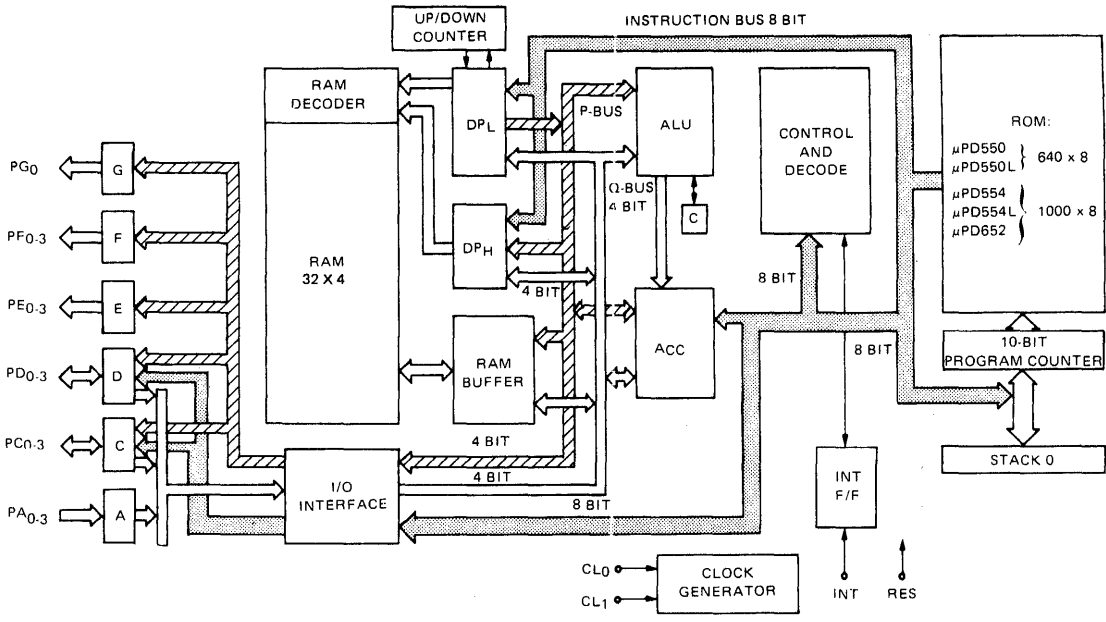 UP/DOWN
COUNTER
INSTRUCTION BUS 8 BIT
RAM
DECODER
DPL
P-BUS
ALU
CONTROL
AND
DECODE
ROM:
μPD550
μPD550L } 640 x 8
μPD554
μPD554L } 1000 x 8
μPD652
PG0
G
Ω-BUS
4 BIT
C
PF0-3
F
DPH
RAM
32 X 4
4 BIT
8 BIT
PE0-3
E
RAM
BUFFER
ACC
8 BIT
10-BIT
PROGRAM COUNTER
PD0-3
D
PC0-3
C
4 BIT
STACK 0
I/O
INTERFACE
4 BIT
8 BIT
INT
F/F
PA0-3
A
CL0
CL1
CLOCK
GENERATOR
INT
RES